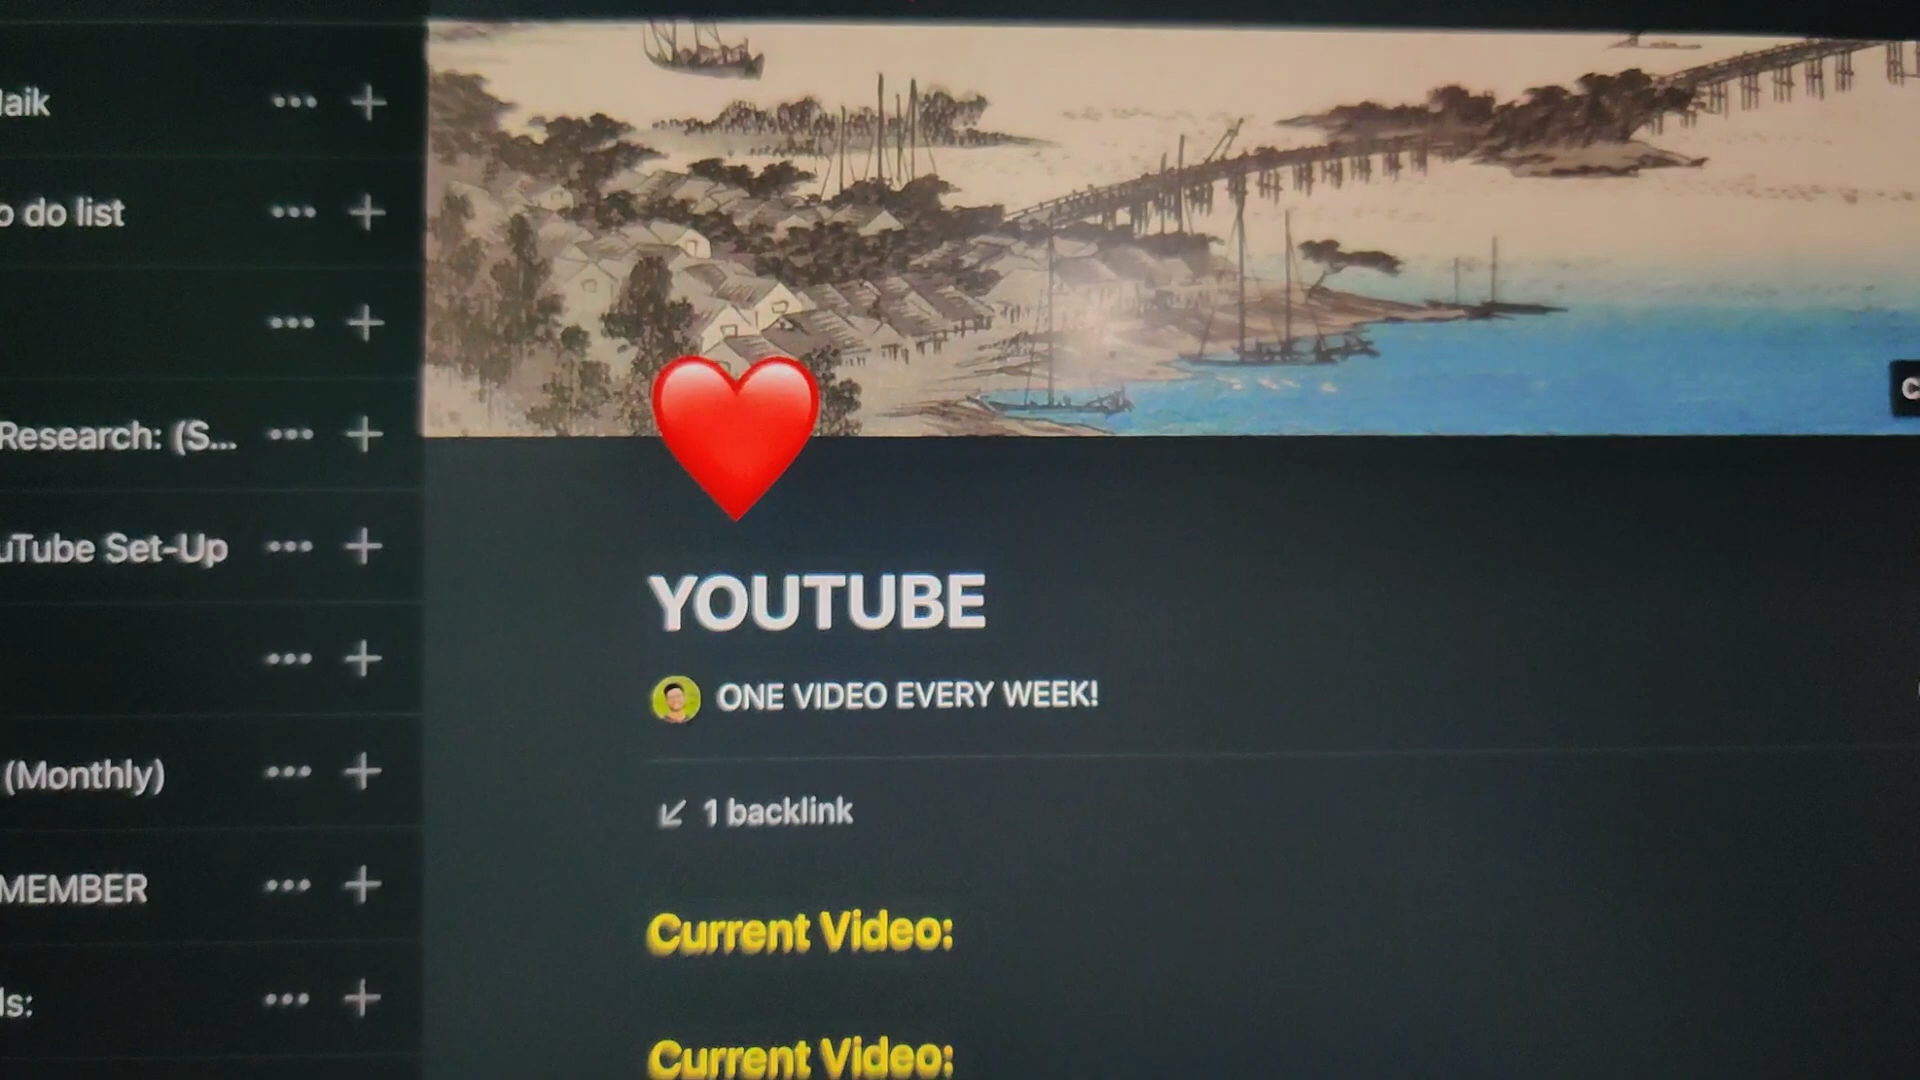 laik
o do list
Research: (S...
uTube Set-Up
(Monthly)
MEMBER
ls:
YOUTUBE
ONE VIDEO EVERY WEEK!
1 backlink
Current Video:
Current Video: